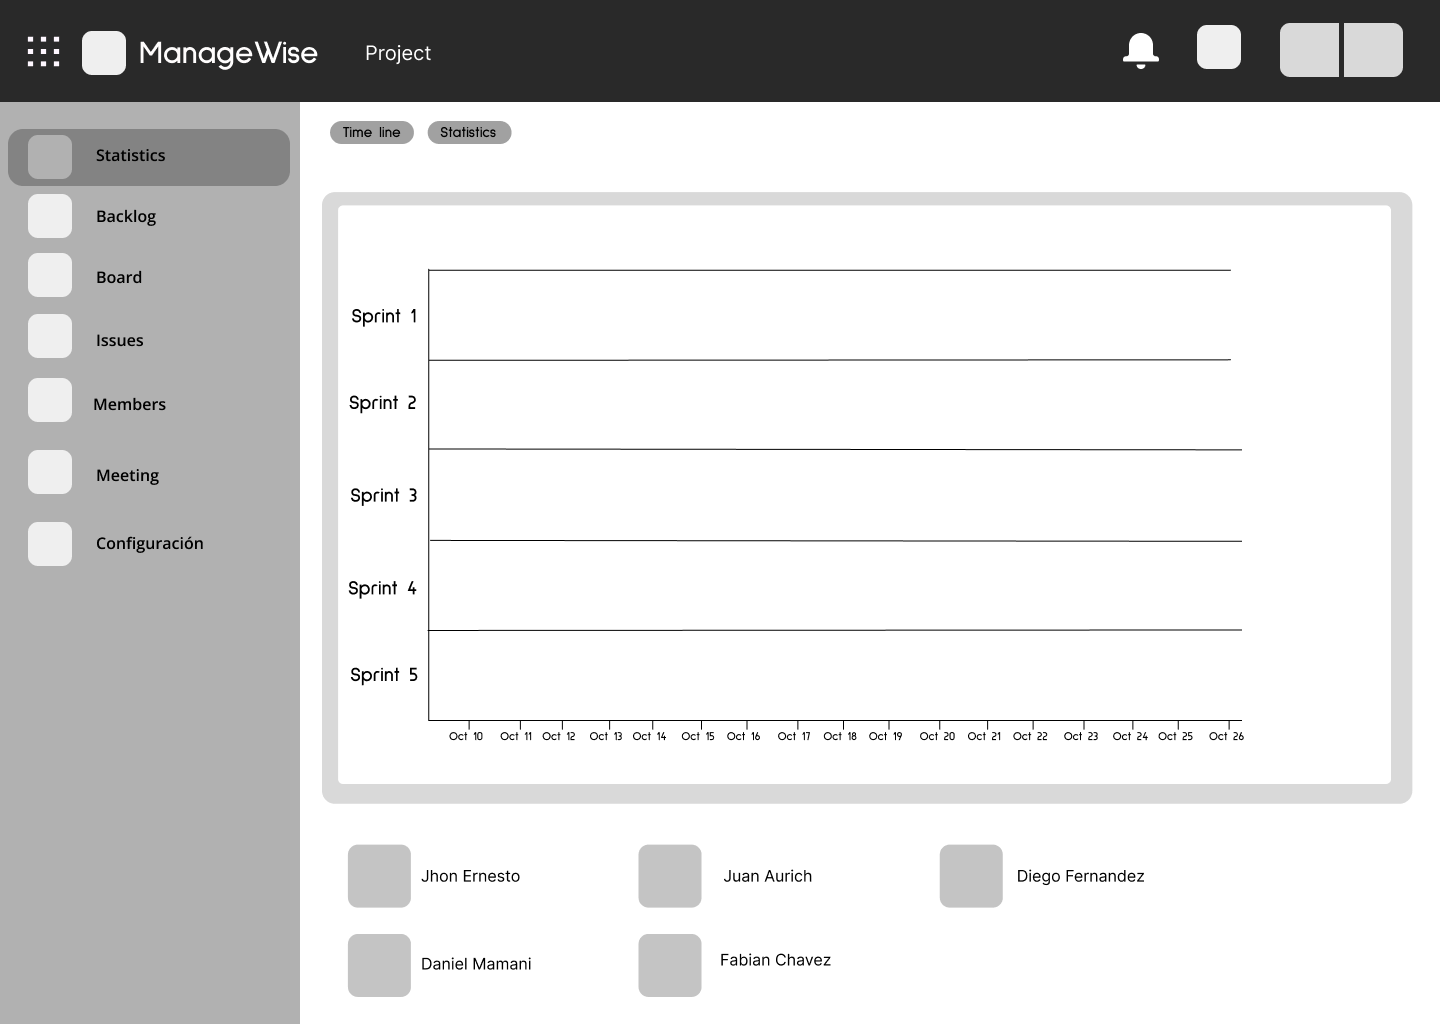 ManageWise
Project
Statistics
Backlog
Board
Issues
Members
Meeting
Configuración
Time line
Statistics
Sprint 1
Sprint 2
Sprint 3
Sprint 4
Sprint 5
Oct 10 Oct 11 Oct 12 Oct 13 Oct 14 Oct 15 Oct 16 Oct 17 Oct 18 Oct 19 Oct 20 Oct 21 Oct 22 Oct 23 Oct 24 Oct 25 Oct 26
Jhon Ernesto
Juan Aurich
Diego Fernandez
Daniel Mamani
Fabian Chavez